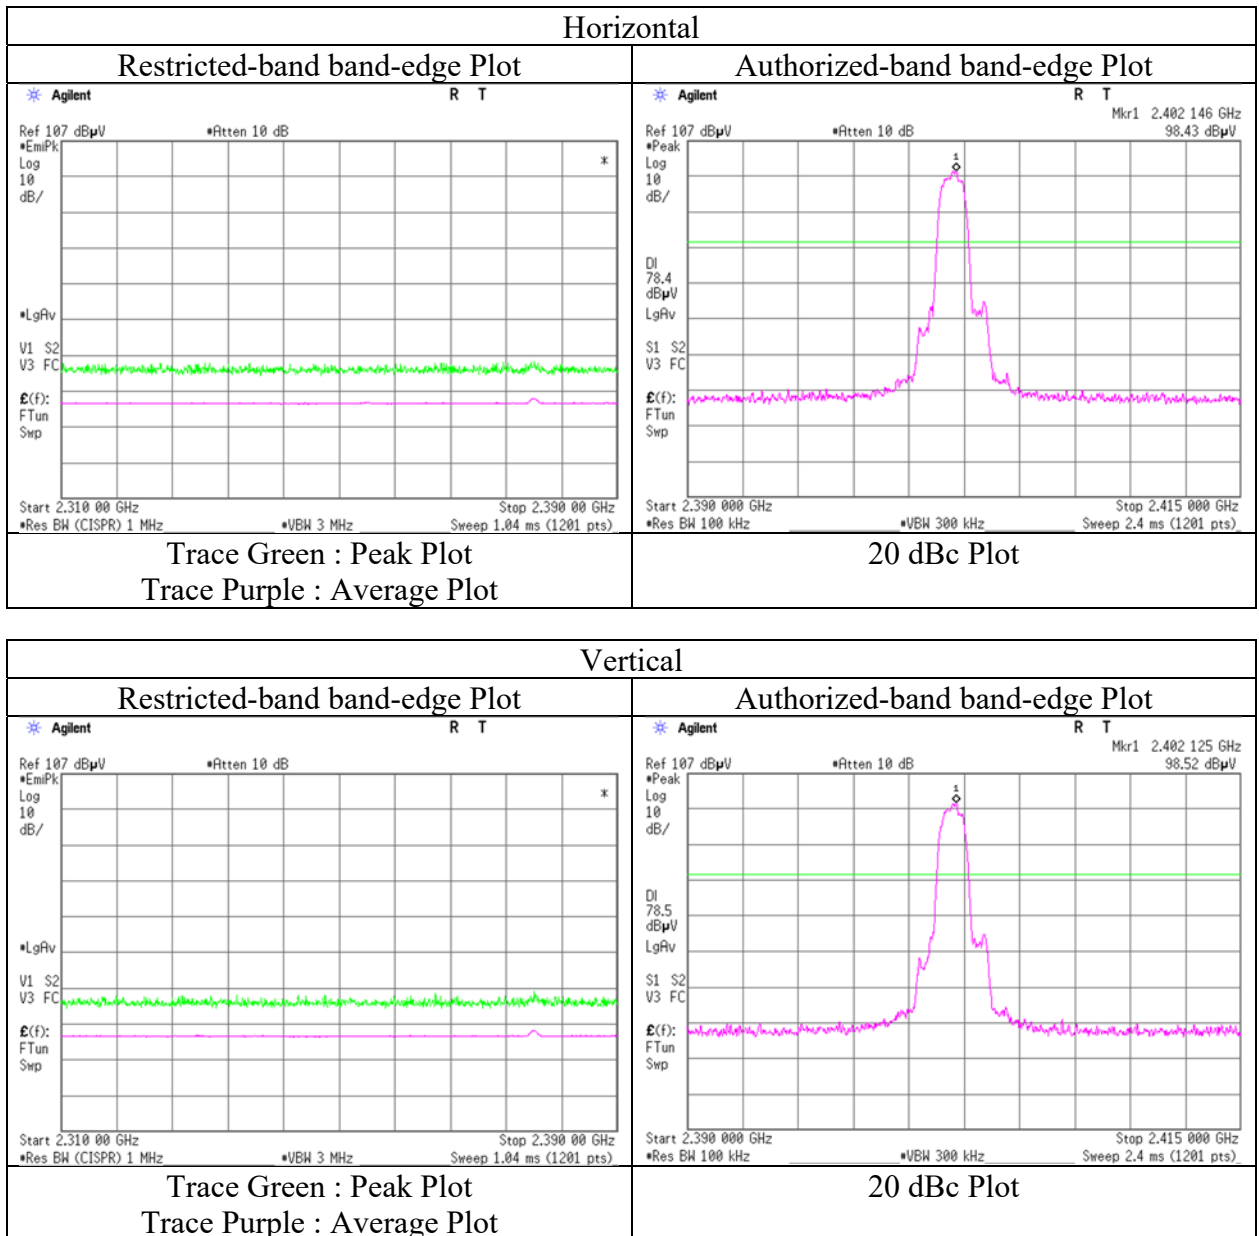 Horizontal
Restricted-band band-edge Plot
Authorized-band band-edge Plot
Agilent R T
Ref 107 dBµV *Atten 10 dB
*EmiPk
Log
10
dB/
*
*LgAv
V1 S2
V3 FC
£(f):
FTun
Swp
Start 2.310 00 GHz Stop 2.390 00 GHz
*Res BW (CISPR) 1 MHz *VBW 3 MHz Sweep 1.04 ms (1201 pts)
Agilent R T
Mkr1 2.402 146 GHz
Ref 107 dBµV *Atten 10 dB 98.43 dBµV
*Peak
Log
10
dB/
1
DI
78.4
dBµV
LgAv
S1 S2
V3 FC
£(f):
FTun
Swp
Start 2.390 000 GHz Stop 2.415 000 GHz
*Res BW 100 kHz *VBW 300 kHz Sweep 2.4 ms (1201 pts)
Trace Green : Peak Plot
Trace Purple : Average Plot
20 dBc Plot
Vertical
Restricted-band band-edge Plot
Authorized-band band-edge Plot
Agilent R T
Ref 107 dBµV *Atten 10 dB
*EmiPk
Log
10
dB/
*
*LgAv
V1 S2
V3 FC
£(f):
FTun
Swp
Start 2.310 00 GHz Stop 2.390 00 GHz
*Res BW (CISPR) 1 MHz *VBW 3 MHz Sweep 1.04 ms (1201 pts)
Agilent R T
Mkr1 2.402 125 GHz
Ref 107 dBµV *Atten 10 dB 98.52 dBµV
*Peak
Log
10
dB/
1
DI
78.5
dBµV
LgAv
S1 S2
V3 FC
£(f):
FTun
Swp
Start 2.390 000 GHz Stop 2.415 000 GHz
*Res BW 100 kHz *VBW 300 kHz Sweep 2.4 ms (1201 pts)
Trace Green : Peak Plot
Trace Purple : Average Plot
20 dBc Plot